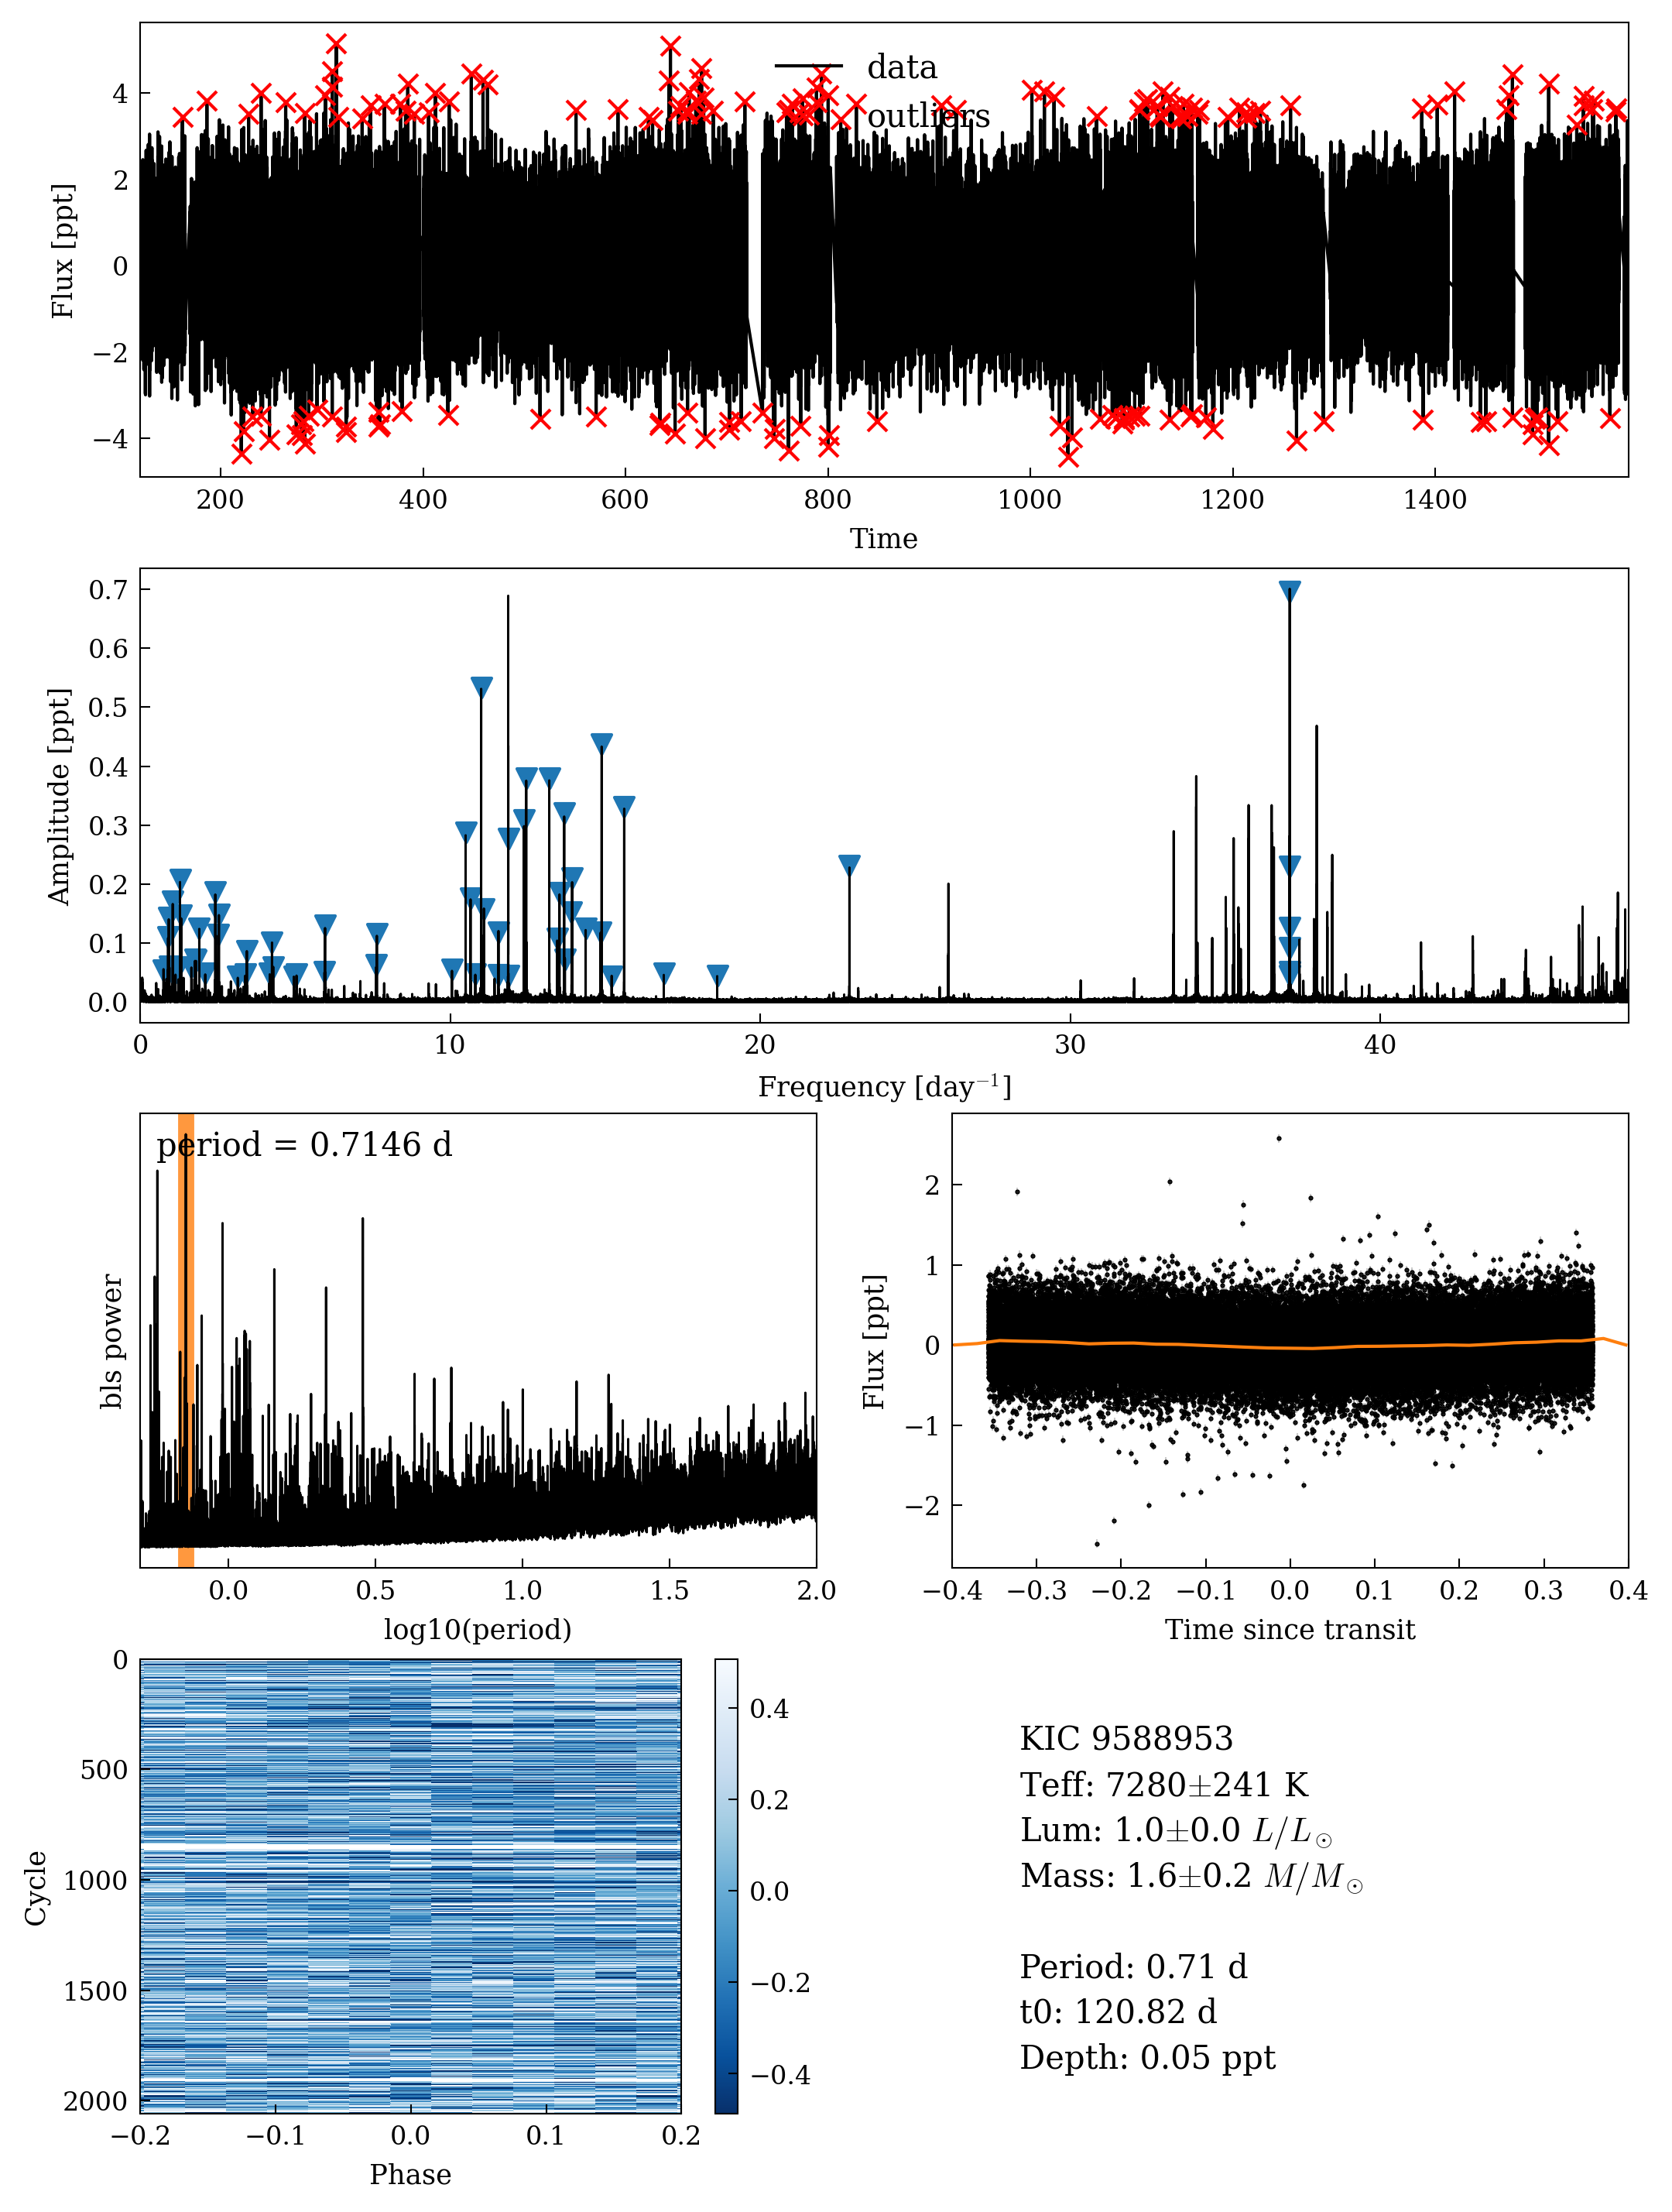 4
2
0
−2
−4
Flux [ppt]
data
outliers
200 400 600 800 1000 1200 1400
Time
0.7
0.6
0.5
0.4
0.3
0.2
0.1
0.0
Amplitude [ppt]
0 10 20 30 40
Frequency [day⁻¹]
period = 0.7146 d
bls power
0.0 0.5 1.0 1.5 2.0
log10(period)
2
1
0
−1
−2
Flux [ppt]
−0.4 −0.3 −0.2 −0.1 0.0 0.1 0.2 0.3 0.4
Time since transit
0
500
1000
1500
2000
Cycle
−0.2 −0.1 0.0 0.1 0.2
Phase
0.4
0.2
0.0
−0.2
−0.4
KIC 9588953
Teff: 7280±241 K
Lum: 1.0±0.0 L/L⊙
Mass: 1.6±0.2 M/M⊙
Period: 0.71 d
t0: 120.82 d
Depth: 0.05 ppt